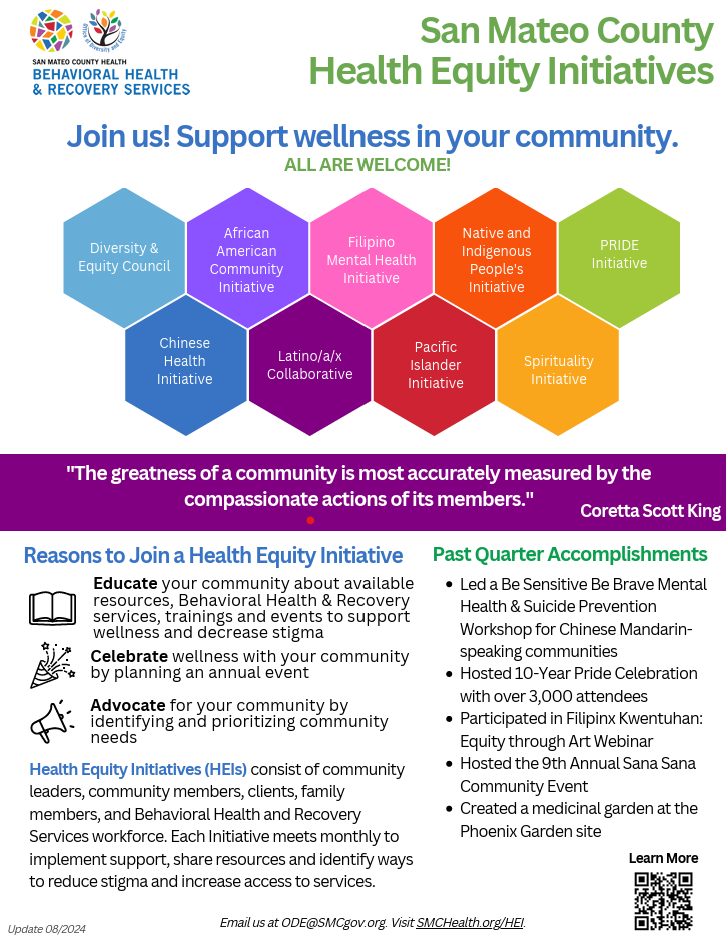 San Mateo County
Health Equity Initiatives
Office of Diversity and Equity
SAN MATEO COUNTY HEALTH
BEHAVIORAL HEALTH
& RECOVERY SERVICES
Join us! Support wellness in your community.
ALL ARE WELCOME!
Diversity &
Equity Council
African
American
Community
Initiative
Filipino
Mental Health
Initiative
Native and
Indigenous
People's
Initiative
PRIDE
Initiative
Chinese
Health
Initiative
Latino/a/x
Collaborative
Pacific
Islander
Initiative
Spirituality
Initiative
"The greatness of a community is most accurately measured by the
compassionate actions of its members."
Coretta Scott King
Reasons to Join a Health Equity Initiative
Educate your community about available
resources, Behavioral Health & Recovery
services, trainings and events to support
wellness and decrease stigma
Celebrate wellness with your community
by planning an annual event
Advocate for your community by
identifying and prioritizing community
needs
Health Equity Initiatives (HEIs) consist of community
leaders, community members, clients, family
members, and Behavioral Health and Recovery
Services workforce. Each Initiative meets monthly to
implement support, share resources and identify ways
to reduce stigma and increase access to services.
Past Quarter Accomplishments
• Led a Be Sensitive Be Brave Mental
Health & Suicide Prevention
Workshop for Chinese Mandarin-
speaking communities
• Hosted 10-Year Pride Celebration
with over 3,000 attendees
• Participated in Filipinx Kwentuhan:
Equity through Art Webinar
• Hosted the 9th Annual Sana Sana
Community Event
• Created a medicinal garden at the
Phoenix Garden site
Learn More
Email us at ODE@SMCgov.org. Visit SMCHealth.org/HEI.
Update 08/2024